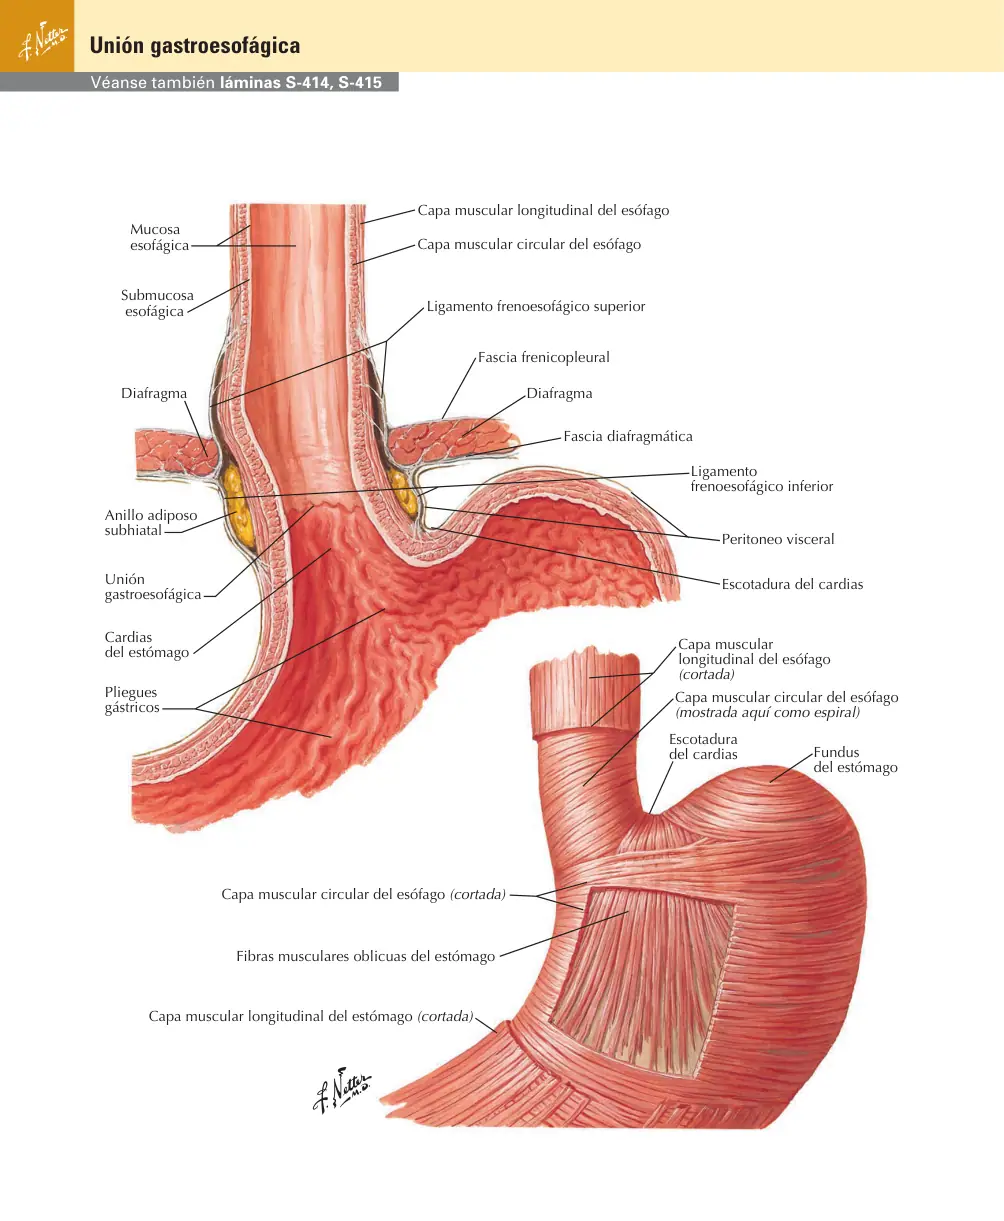 F. Netter M.D.
Unión gastroesofágica
Véanse también láminas S-414, S-415
Capa muscular longitudinal del esófago
Mucosa
esofágica
Capa muscular circular del esófago
Submucosa
esofágica
Ligamento frenoesofágico superior
Fascia frenicopleural
Diafragma
Diafragma
Fascia diafragmática
Ligamento
frenoesofágico inferior
Anillo adiposo
subhiatal
Peritoneo visceral
Unión
gastroesofágica
Escotadura del cardias
Cardias
del estómago
Pliegues
gástricos
Capa muscular
longitudinal del esófago
(cortada)
Capa muscular circular del esófago
(mostrada aquí como espiral)
Escotadura
del cardias
Fundus
del estómago
Capa muscular circular del esófago (cortada)
Fibras musculares oblicuas del estómago
Capa muscular longitudinal del estómago (cortada)
F. Netter
M.D.